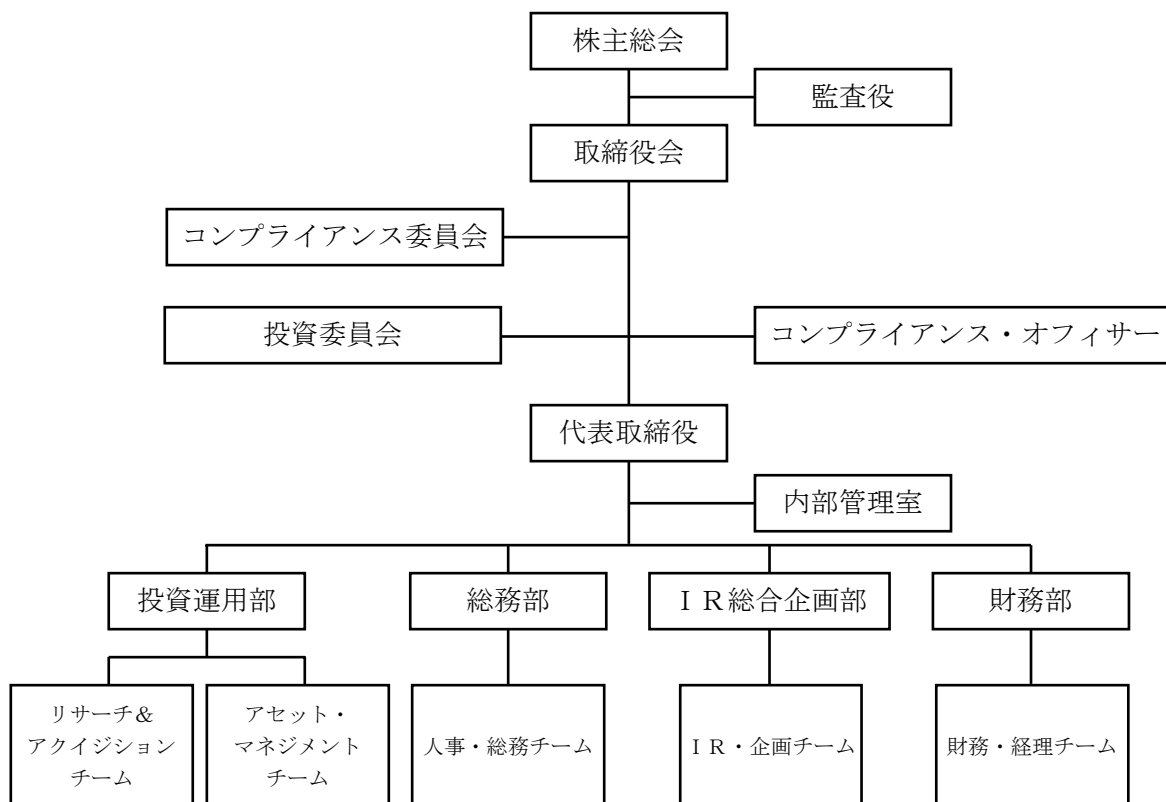 株主総会
監査役
取締役会
コンプライアンス委員会
投資委員会
コンプライアンス・オフィサー
代表取締役
内部管理室
投資運用部
総務部
ＩＲ総合企画部
財務部
リサーチ＆
アクイジション
チーム
アセット・
マネジメント
チーム
人事・総務チーム
ＩＲ・企画チーム
財務・経理チーム